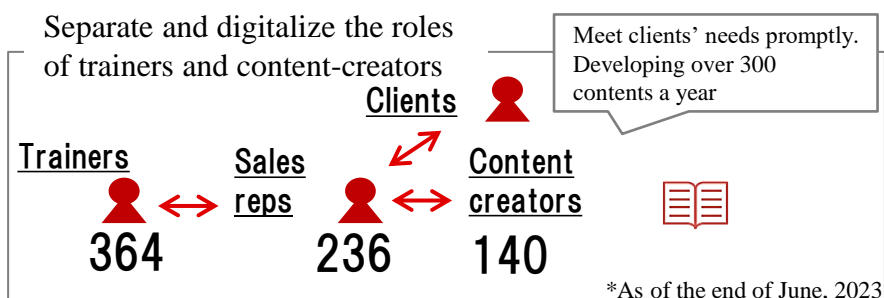 Separate and digitalize the roles
of trainers and content-creators
Meet clients’ needs promptly.
Developing over 300
contents a year
Clients
Trainers
Sales
reps
Content
creators
364
236
140
*As of the end of June, 2023